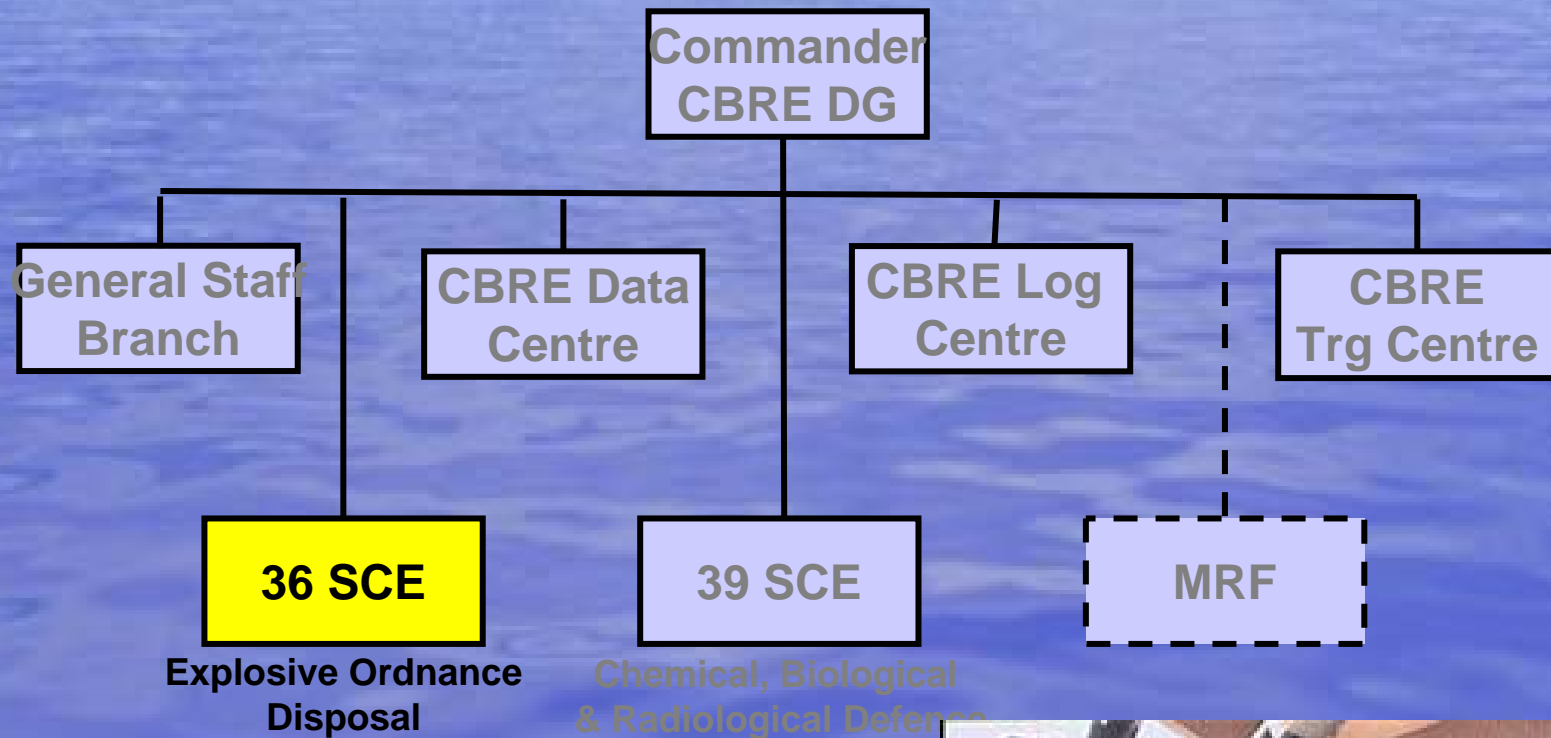 Commander
CBRE DG
General Staff
Branch
CBRE Data
Centre
CBRE Log
Centre
CBRE
Trg Centre
36 SCE
Explosive Ordnance
Disposal
39 SCE
Chemical, Biological
& Radiological Defence
MRF